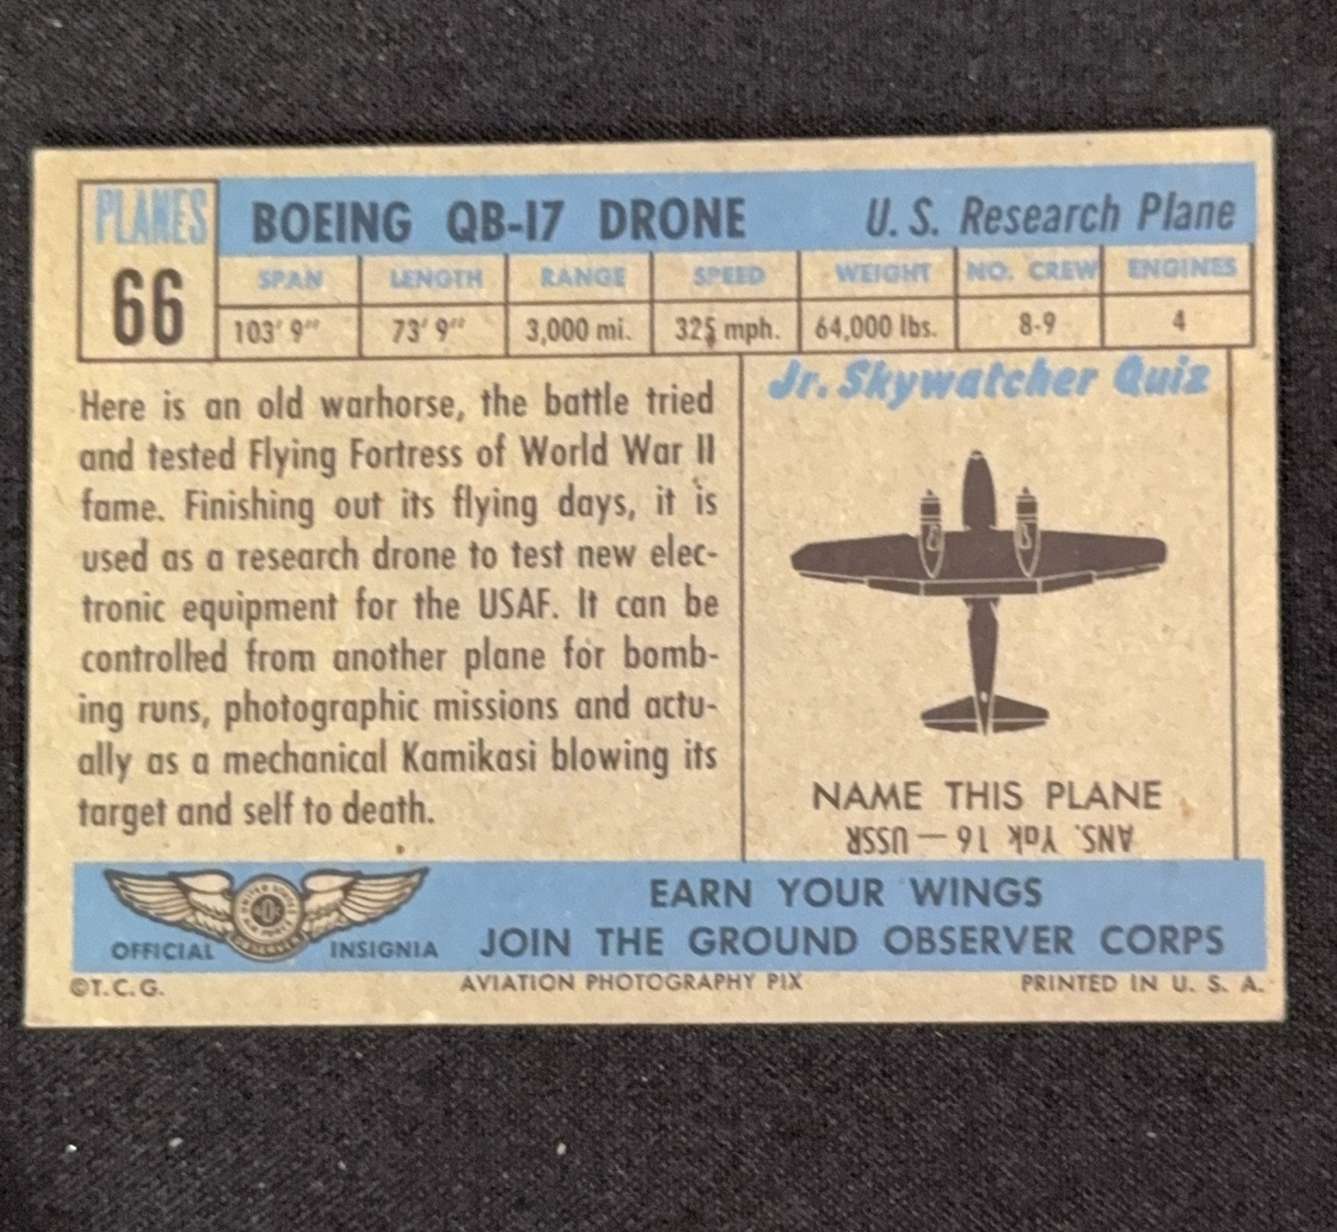 PLANES
66
BOEING QB-17 DRONE U. S. Research Plane
SPAN LENGTH RANGE SPEED WEIGHT NO. CREW ENGINES
103' 9" 73' 9" 3,000 mi. 325 mph. 64,000 lbs. 8-9 4
Here is an old warhorse, the battle tried
and tested Flying Fortress of World War II
fame. Finishing out its flying days, it is
used as a research drone to test new elec-
tronic equipment for the USAF. It can be
controlled from another plane for bomb-
ing runs, photographic missions and actu-
ally as a mechanical Kamikasi blowing its
target and self to death.
Jr. Skywatcher Quiz
NAME THIS PLANE
ANS. Yak 16 — USSR
OFFICIAL INSIGNIA
EARN YOUR WINGS
JOIN THE GROUND OBSERVER CORPS
©T. C. G. AVIATION PHOTOGRAPHY PIX PRINTED IN U. S. A.